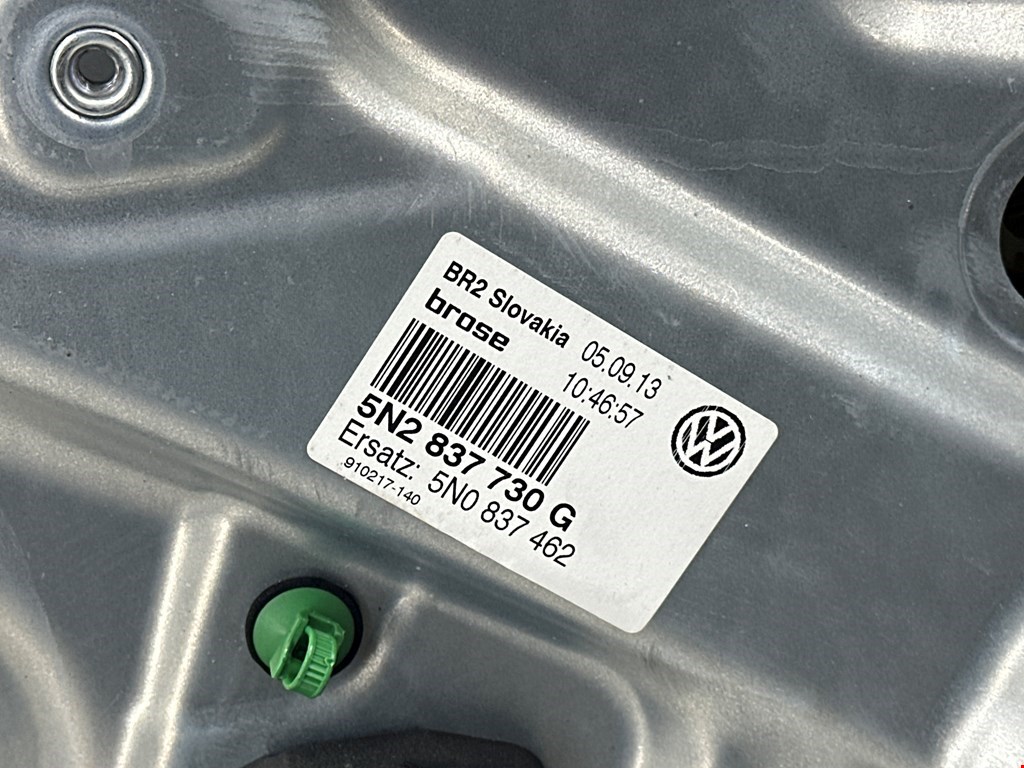 BR2 Slovakia 05.09.13
brose 10:46:57
5N2 837 730 G
Ersatz: 5N0 837 462
910217-140